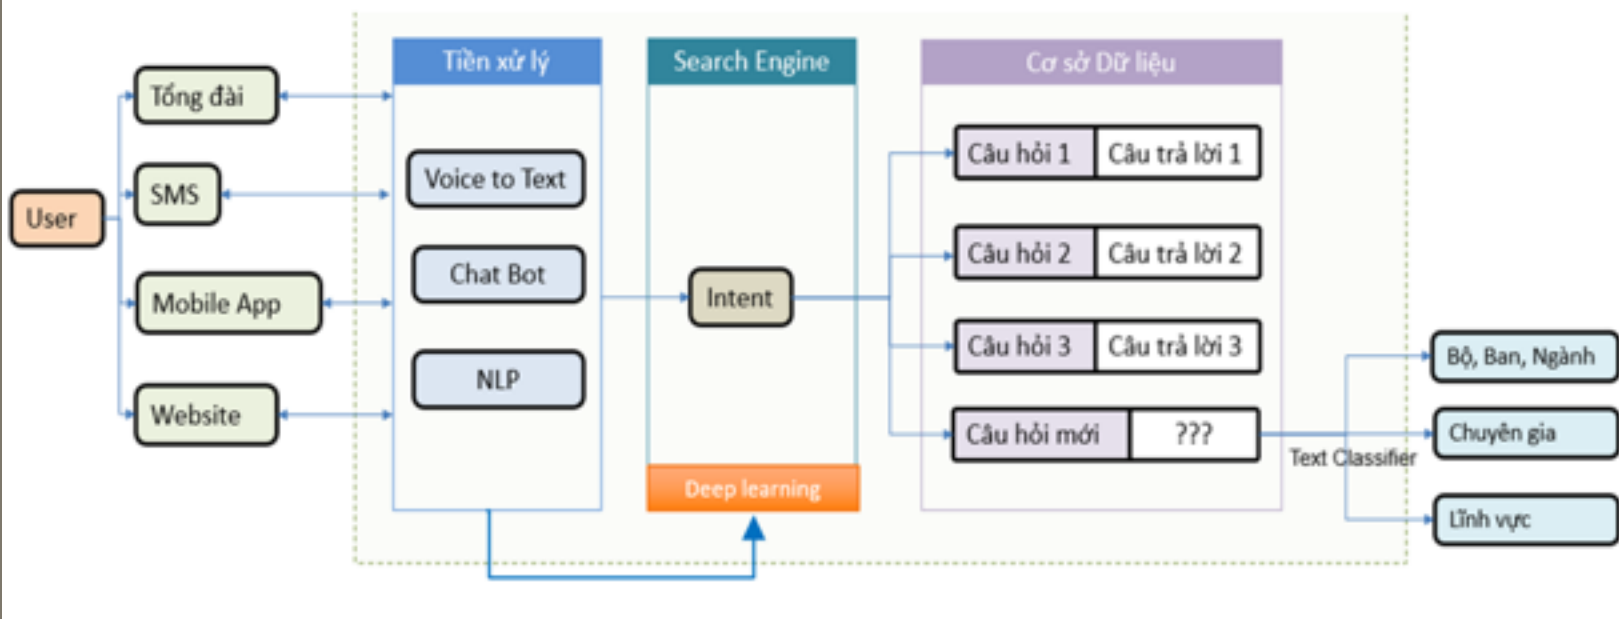 User
Tổng đài
SMS
Mobile App
Website
Tiền xử lý
Voice to Text
Chat Bot
NLP
Search Engine
Intent
Deep learning
Cơ sở Dữ liệu
Câu hỏi 1 Câu trả lời 1
Câu hỏi 2 Câu trả lời 2
Câu hỏi 3 Câu trả lời 3
Câu hỏi mới ???
Text Classifier
Bộ, Ban, Ngành
Chuyên gia
Lĩnh vực